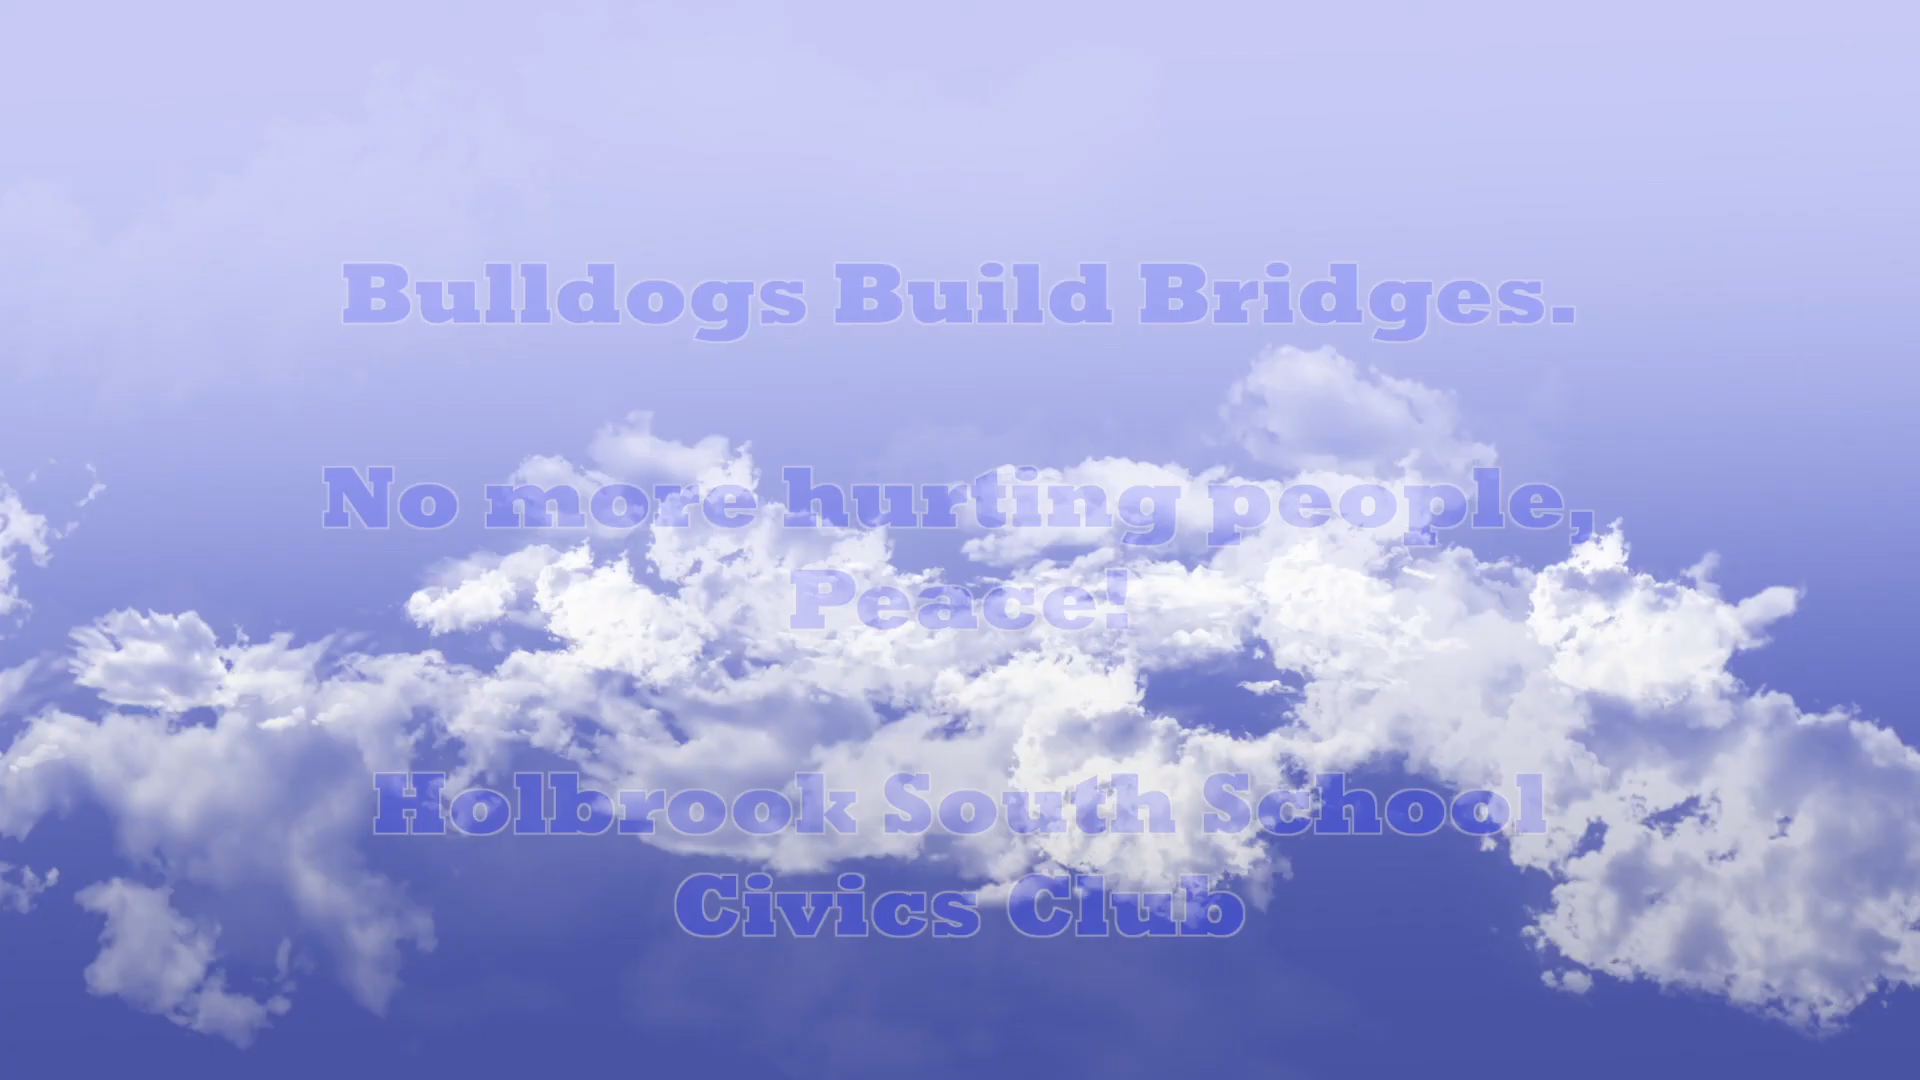 Bulldogs Build Bridges.
No more hurting people,
Peace!
Holbrook South School
Civics Club